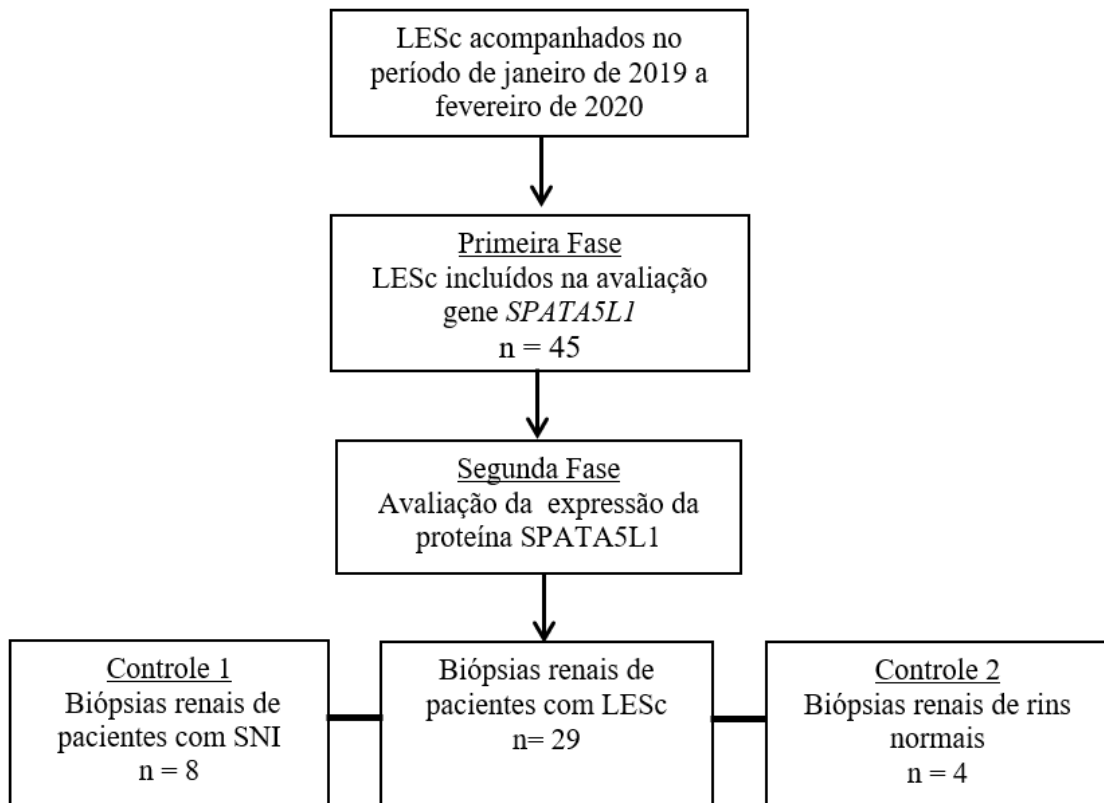 LESc acompanhados no
período de janeiro de 2019 a
fevereiro de 2020
Primeira Fase
LESc incluídos na avaliação
gene SPATA5L1
n = 45
Segunda Fase
Avaliação da expressão da
proteína SPATA5L1
Controle 1
Biópsias renais de
pacientes com SNI
n = 8
Biópsias renais de
pacientes com LESc
n= 29
Controle 2
Biópsias renais de rins
normais
n = 4